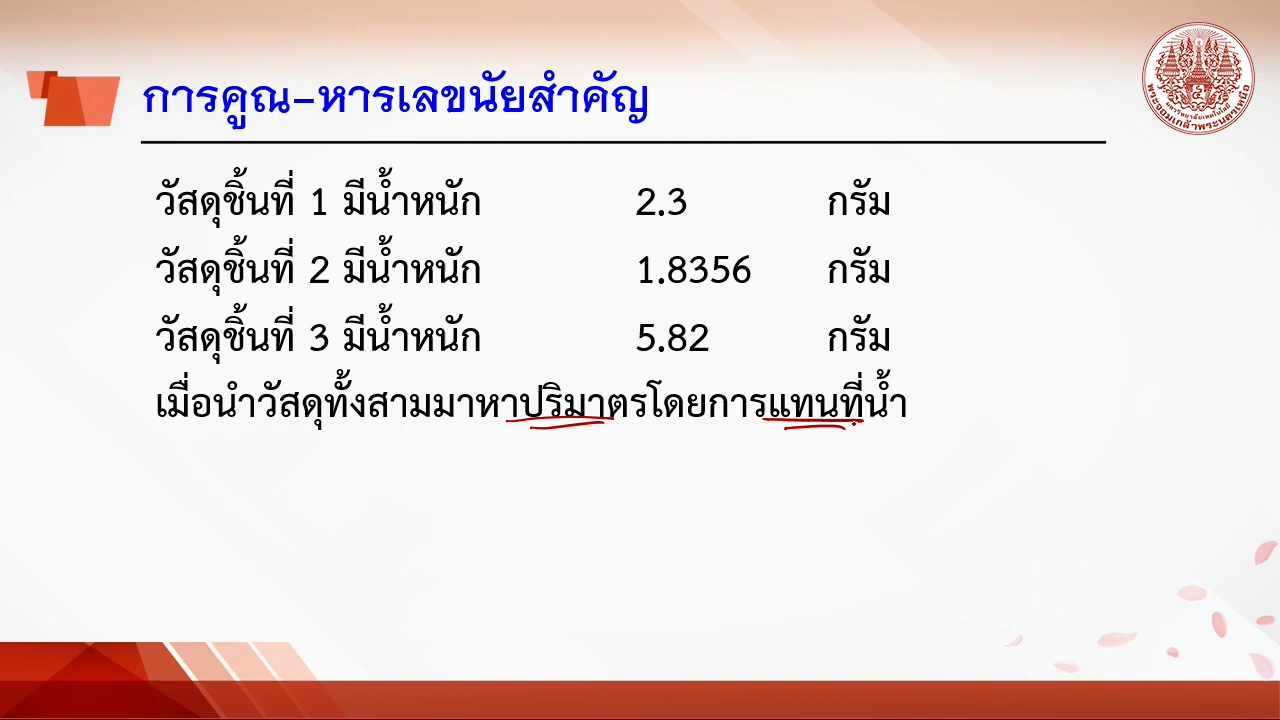 การคูณ-หารเลขนัยสำคัญ
วัสดุชิ้นที่ 1 มีน้ำหนัก 2.3 กรัม
วัสดุชิ้นที่ 2 มีน้ำหนัก 1.8356 กรัม
วัสดุชิ้นที่ 3 มีน้ำหนัก 5.82 กรัม
เมื่อนำวัสดุทั้งสามมาหาปริมาตรโดยการแทนที่น้ำ